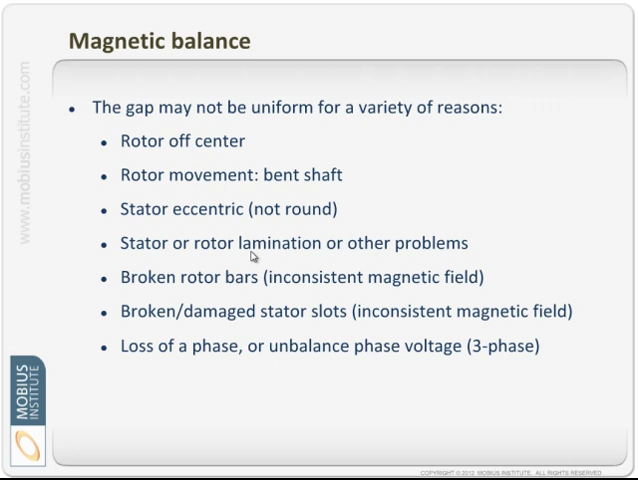 Magnetic balance
• The gap may not be uniform for a variety of reasons:
• Rotor off center
• Rotor movement: bent shaft
• Stator eccentric (not round)
• Stator or rotor lamination or other problems
• Broken rotor bars (inconsistent magnetic field)
• Broken/damaged stator slots (inconsistent magnetic field)
• Loss of a phase, or unbalance phase voltage (3-phase)
www.mobiusinstitute.com
MOBIUS
INSTITUTE
COPYRIGHT © 2012 MOBIUS INSTITUTE. ALL RIGHTS RESERVED